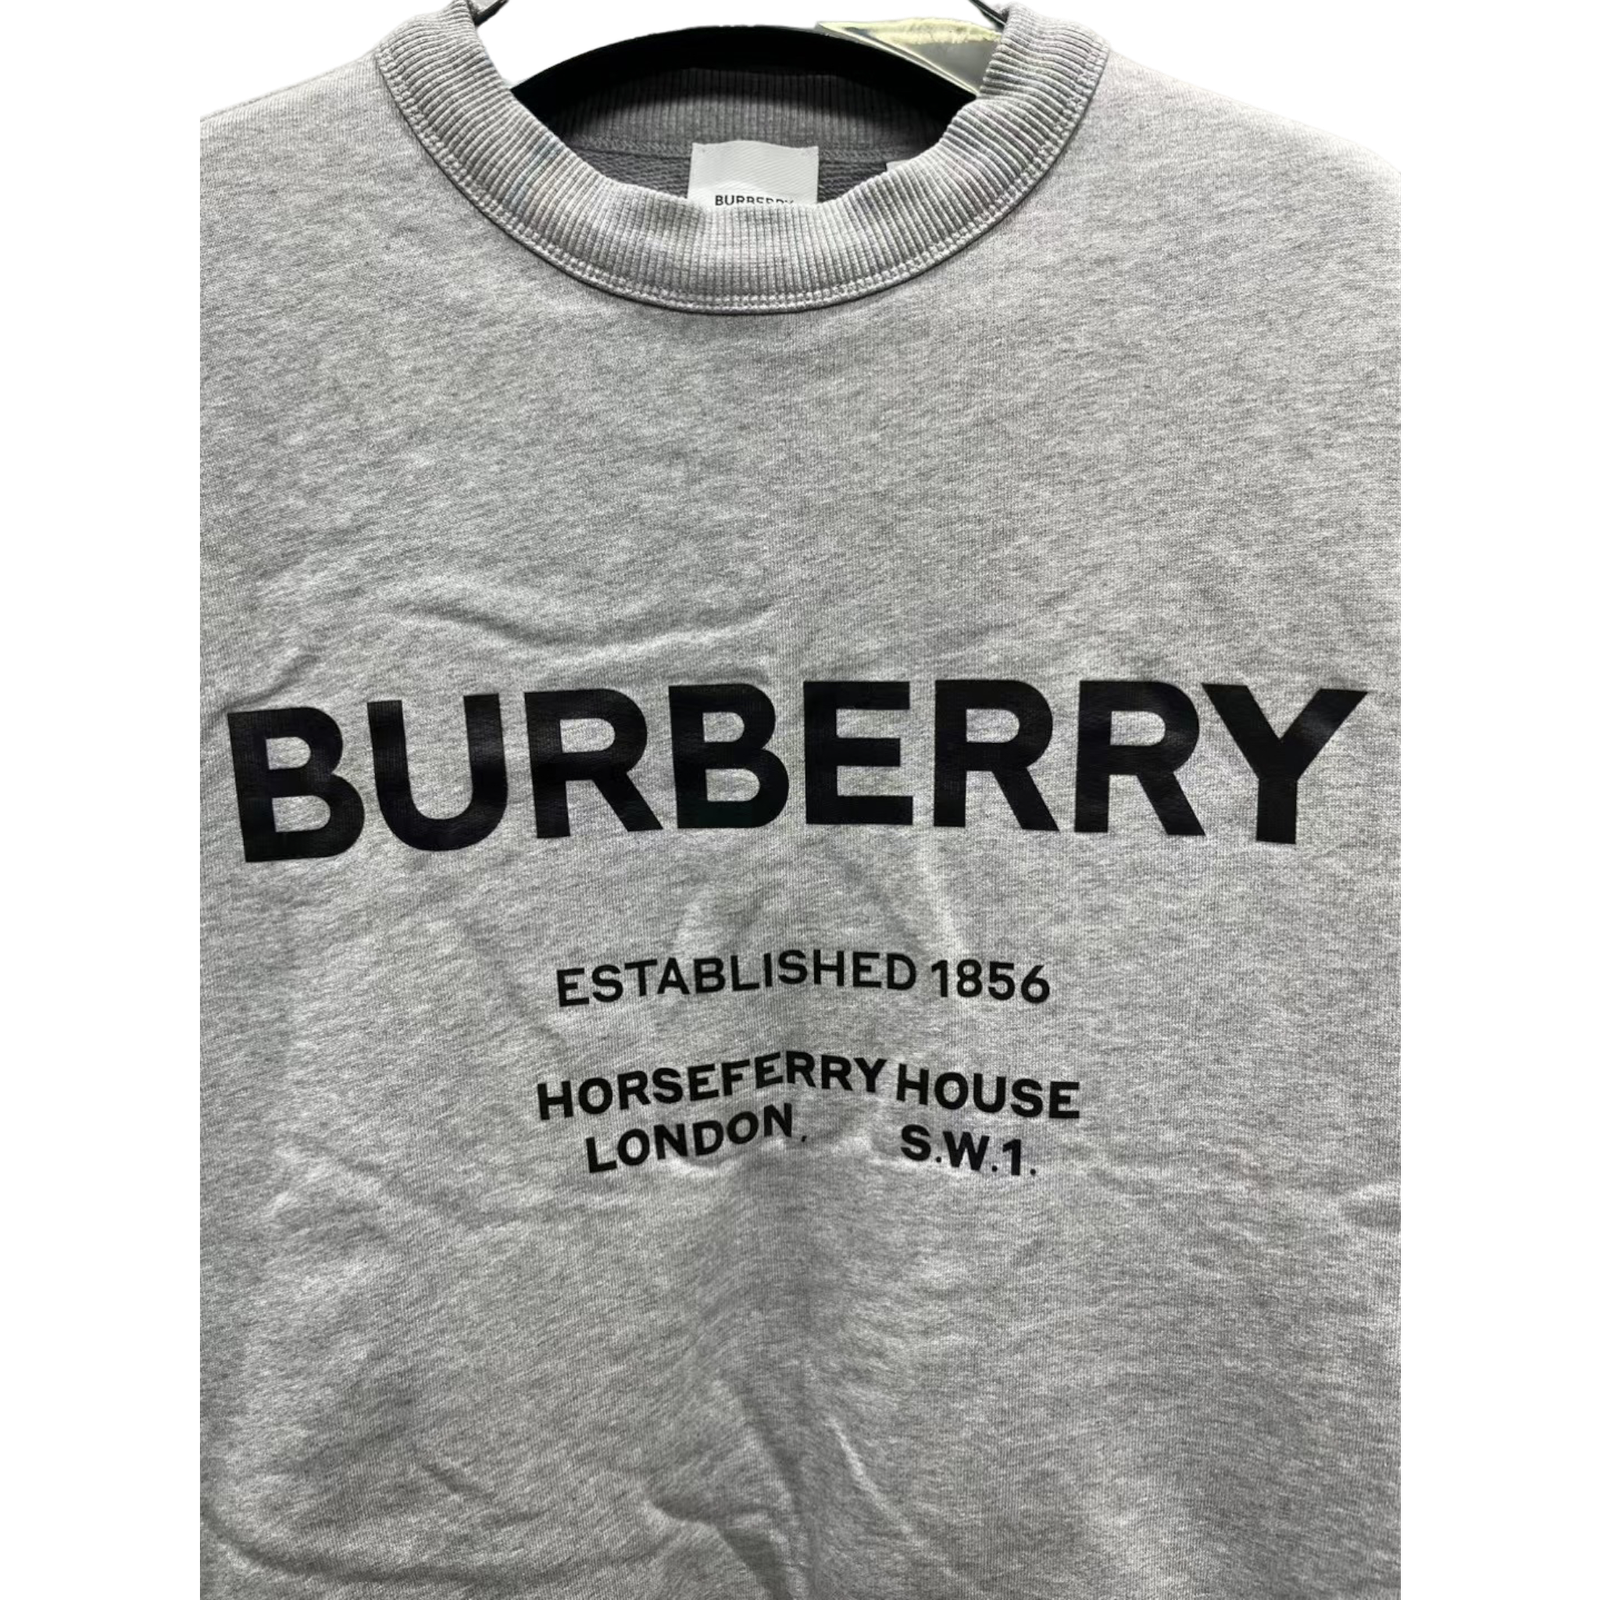 BURBERRY
BURBERRY
ESTABLISHED 1856
HORSEFERRY HOUSE
LONDON, S.W.1.